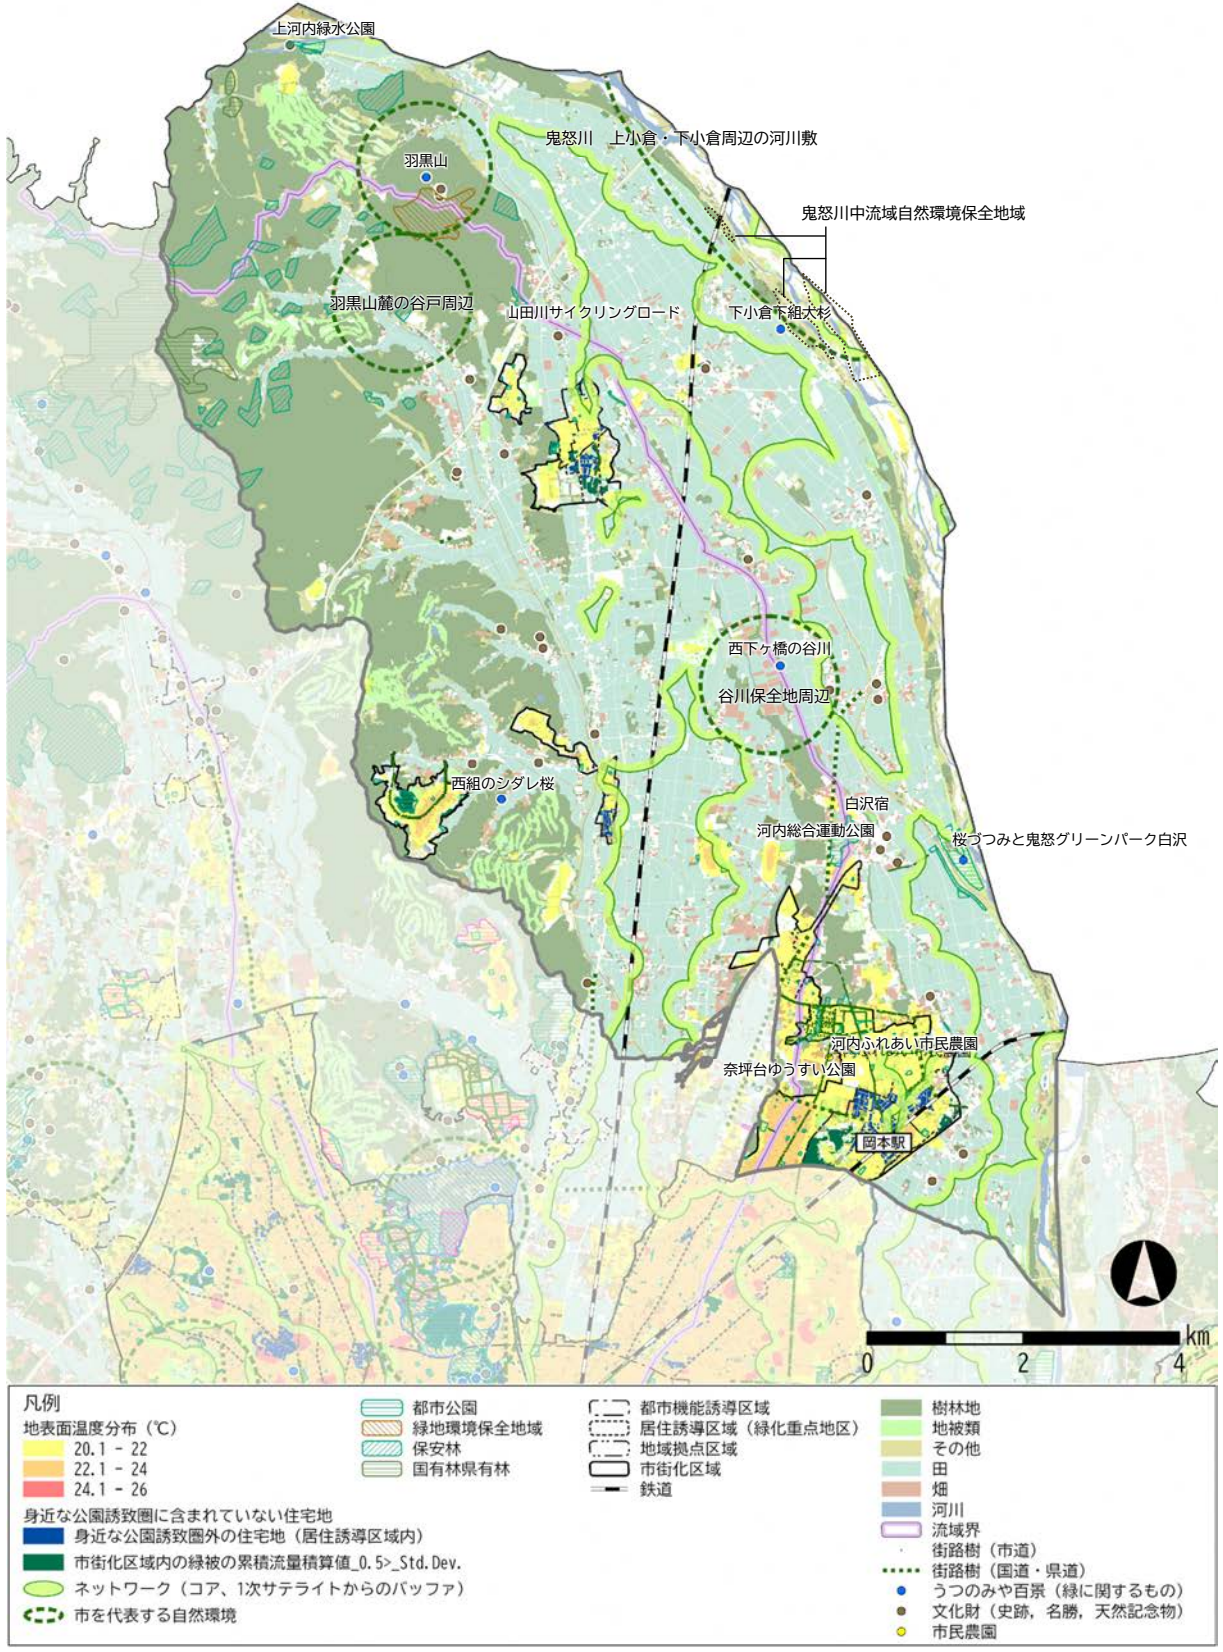 上河内緑水公園
鬼怒川　上小倉・下小倉周辺の河川敷
羽黒山
鬼怒川中流域自然環境保全地域
羽黒山麓の谷戸周辺
山田川サイクリングロード
下小倉下組大杉
西下ヶ橋の谷川
谷川保全地周辺
西組のシダレ桜
白沢宿
河内総合運動公園
桜づつみと鬼怒グリーンパーク白沢
河内ふれあい市民農園
奈坪台ゆうすい公園
岡本駅
km
0 2 4
凡例
地表面温度分布（℃）
20.1 - 22
22.1 - 24
24.1 - 26
身近な公園誘致圏に含まれていない住宅地
身近な公園誘致圏外の住宅地（居住誘導区域内）
市街化区域内の緑被の累積流量積算値_0.5>_Std.Dev.
ネットワーク（コア、1次サテライトからのバッファ）
市を代表する自然環境
都市公園
緑地環境保全地域
保安林
国有林県有林
都市機能誘導区域
居住誘導区域（緑化重点地区）
地域拠点区域
市街化区域
鉄道
樹林地
地被類
その他
田
畑
河川
流域界
街路樹（市道）
街路樹（国道・県道）
うつのみや百景（緑に関するもの）
文化財（史跡，名勝，天然記念物）
市民農園